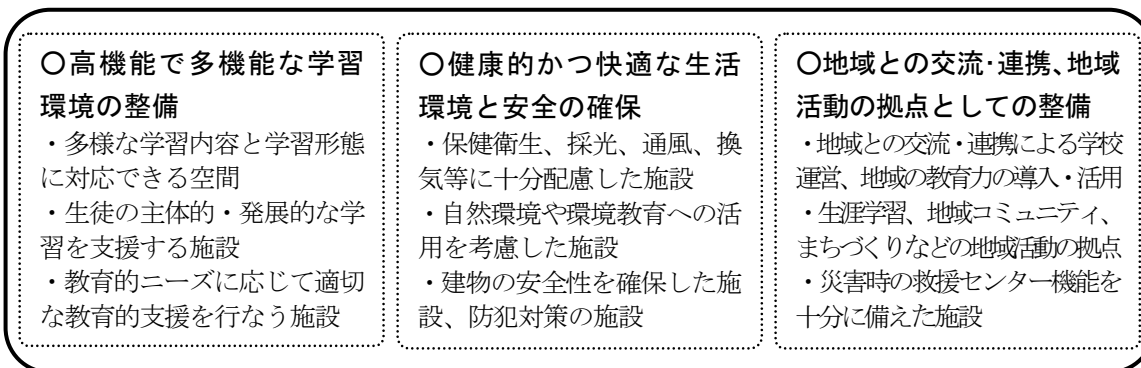 〇高機能で多機能な学習
環境の整備
・多様な学習内容と学習形態
に対応できる空間
・生徒の主体的・発展的な学
習を支援する施設
・教育的ニーズに応じて適切
な教育的支援を行なう施設
〇健康的かつ快適な生活
環境と安全の確保
・保健衛生、採光、通風、換
気等に十分配慮した施設
・自然環境や環境教育への活
用を考慮した施設
・建物の安全性を確保した施
設、防犯対策の施設
〇地域との交流・連携、地域
活動の拠点としての整備
・地域との交流・連携による学校
運営、地域の教育力の導入・活用
・生涯学習、地域コミュニティ、
まちづくりなどの地域活動の拠点
・災害時の救援センター機能を
十分に備えた施設